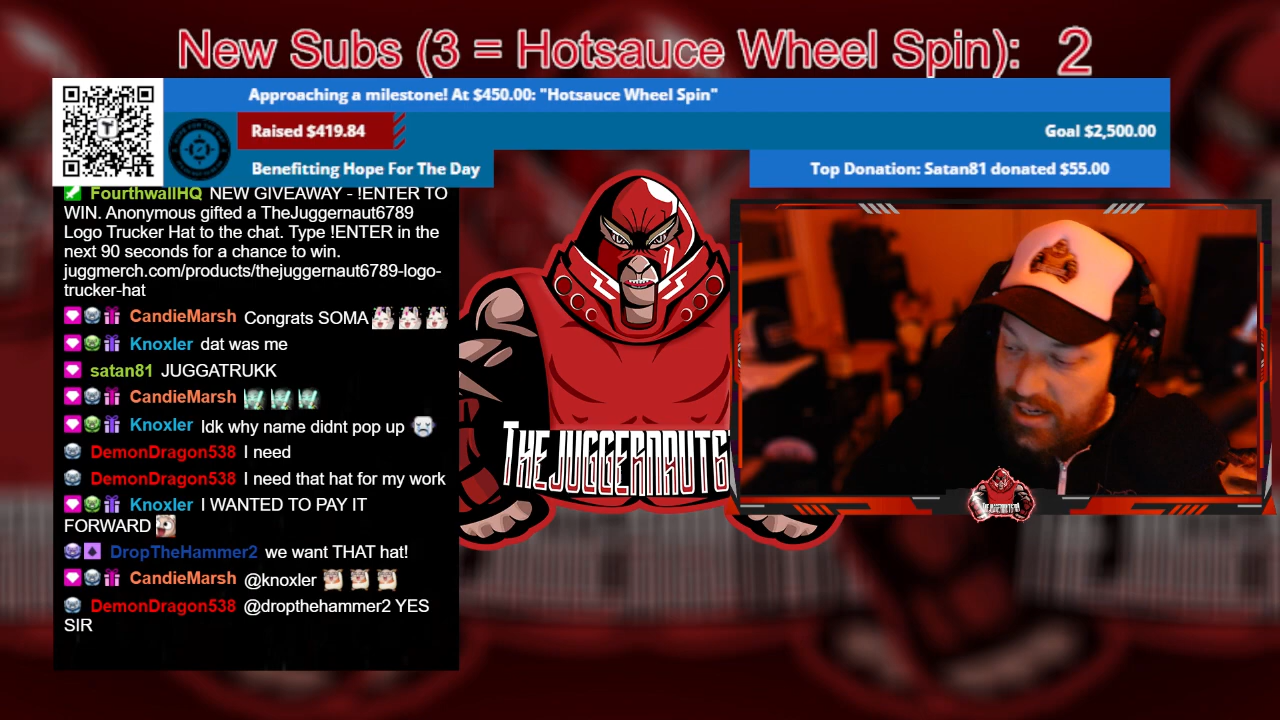 New Subs (3 = Hotsauce Wheel Spin): 2
Approaching a milestone! At $450.00: "Hotsauce Wheel Spin"
Raised $419.84
Goal $2,500.00
Benefitting Hope For The Day
Top Donation: Satan81 donated $55.00
FourthwallHQ NEW GIVEAWAY - !ENTER TO
WIN. Anonymous gifted a TheJuggernaut6789
Logo Trucker Hat to the chat. Type !ENTER in the
next 90 seconds for a chance to win.
juggmerch.com/products/thejuggernaut6789-logo-
trucker-hat
CandieMarsh Congrats SOMA
Knoxler dat was me
satan81 JUGGATRUKK
CandieMarsh
Knoxler Idk why name didnt pop up
DemonDragon538 I need
DemonDragon538 I need that hat for my work
Knoxler I WANTED TO PAY IT
FORWARD
DropTheHammer2 we want THAT hat!
CandieMarsh @knoxler
DemonDragon538 @dropthehammer2 YES
SIR
THEJUGGERNAUT6